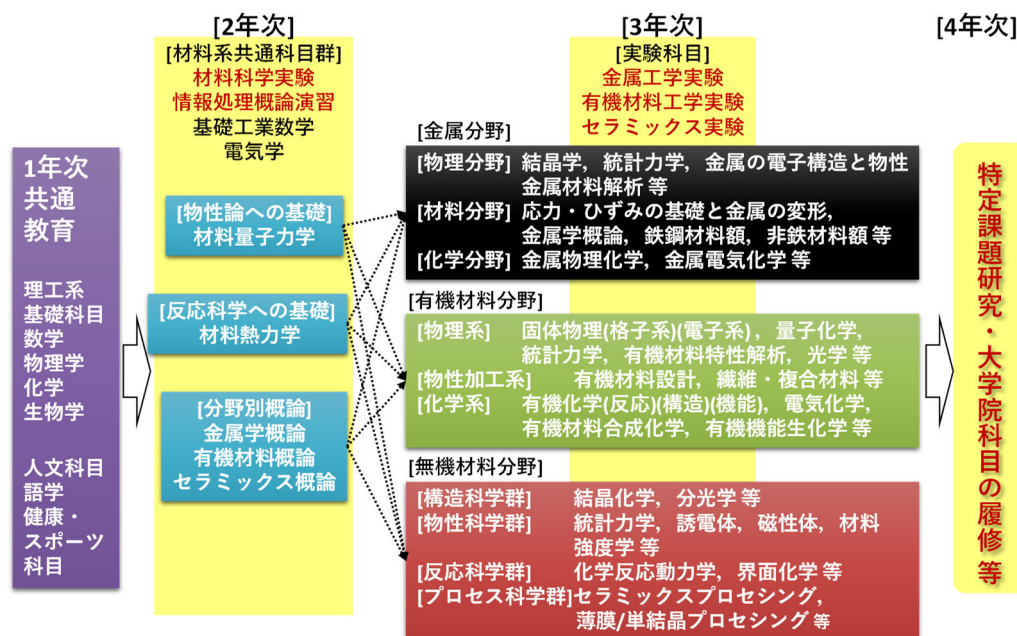 [2年次]
[材料系共通科目群]
材料科学実験
情報処理概論演習
基礎工業数学
電気学
[3年次]
[実験科目]
金属工学実験
有機材料工学実験
セラミックス実験
[4年次]
1年次
共通
教育
理工系
基礎科目
数学
物理学
化学
生物学
人文科目
語学
健康・
スポーツ
科目
[物性論への基礎]
材料量子力学
[反応科学への基礎]
材料熱力学
[分野別概論]
金属学概論
有機材料概論
セラミックス概論
[金属分野]
[物理分野] 結晶学, 統計力学, 金属の電子構造と物性
金属材料解析 等
[材料分野] 応力・ひずみの基礎と金属の変形,
金属学概論, 鉄鋼材料額, 非鉄材料額 等
[化学分野] 金属物理化学, 金属電気化学 等
[有機材料分野]
[物理系] 固体物理(格子系)(電子系), 量子化学,
統計力学, 有機材料特性解析, 光学 等
[物性加工系] 有機材料設計, 繊維・複合材料 等
[化学系] 有機化学(反応)(構造)(機能), 電気化学,
有機材料合成化学, 有機機能生化学 等
[無機材料分野]
[構造科学群] 結晶化学, 分光学 等
[物性科学群] 統計力学, 誘電体, 磁性体, 材料
強度学 等
[反応科学群] 化学反応動力学, 界面化学 等
[プロセス科学群]セラミックスプロセシング,
薄膜/単結晶プロセシング 等
特定課題研究・大学院科目の履修 等